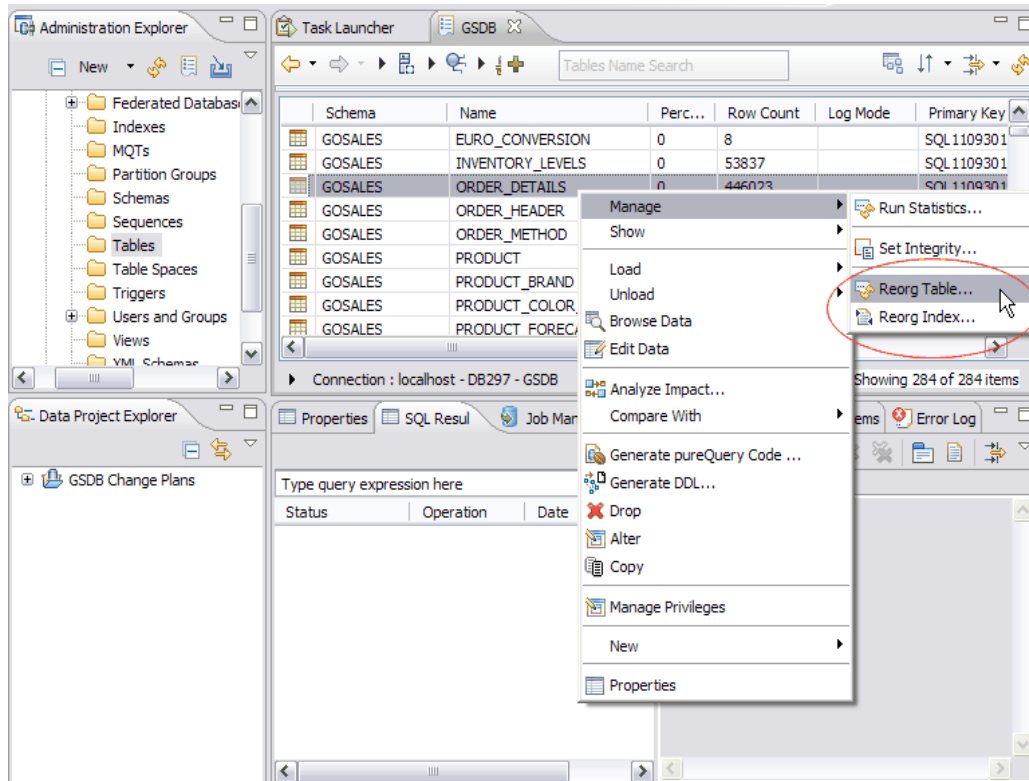 Administration Explorer
New
Federated Databas
Indexes
MQTs
Partition Groups
Schemas
Sequences
Tables
Table Spaces
Triggers
Users and Groups
Views
XML Schemas
Task Launcher GSDB
Tables Name Search
Schema Name Perc... Row Count Log Mode Primary Key
GOSALES EURO_CONVERSION 0 8 SQL1109301
GOSALES INVENTORY_LEVELS 0 53837 SQL1109301
GOSALES ORDER_DETAILS 0 446023 SQL1109301
GOSALES ORDER_HEADER
GOSALES ORDER_METHOD
GOSALES PRODUCT
GOSALES PRODUCT_BRAND
GOSALES PRODUCT_COLOR_
GOSALES PRODUCT_FORECA
Connection : localhost - DB297 - GSDB
Showing 284 of 284 items
Manage
Show
Load
Unload
Browse Data
Edit Data
Analyze Impact...
Compare With
Generate pureQuery Code ...
Generate DDL...
Drop
Alter
Copy
Manage Privileges
New
Properties
Run Statistics...
Set Integrity...
Reorg Table...
Reorg Index...
Data Project Explorer
GSDB Change Plans
Properties SQL Resul Job Man ems Error Log
Type query expression here
Status Operation Date